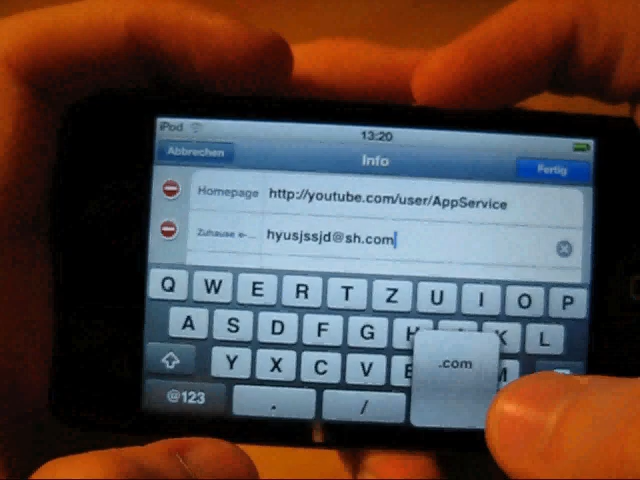 iPod 13:20
Abbrechen Info Fertig
Homepage http://youtube.com/user/AppService
Zuhause e-... hyusjssjd@sh.com
Q W E R T Z U I O P
A S D F G H K L
Y X C V B M
.com
@123 . /